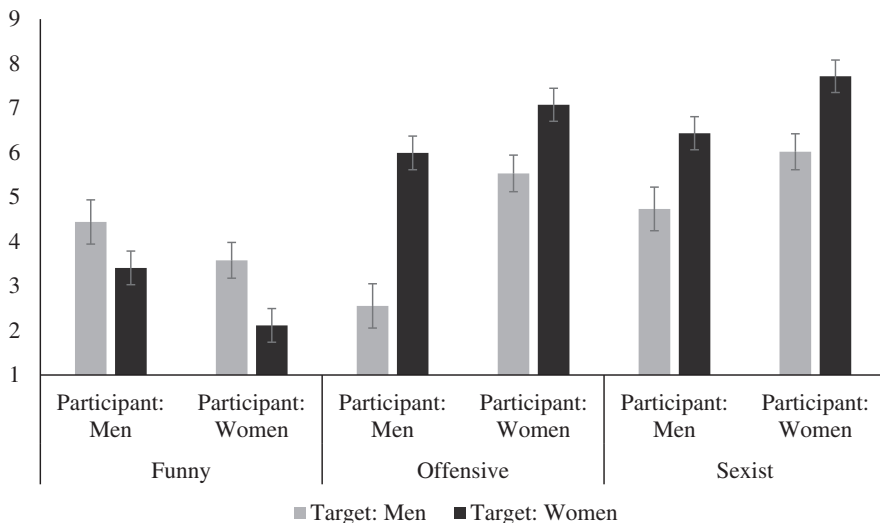 9
8
7
6
5
4
3
2
1
Participant: Participant: Participant: Participant: Participant: Participant:
Men Women Men Women Men Women
Funny Offensive Sexist
Target: Men Target: Women